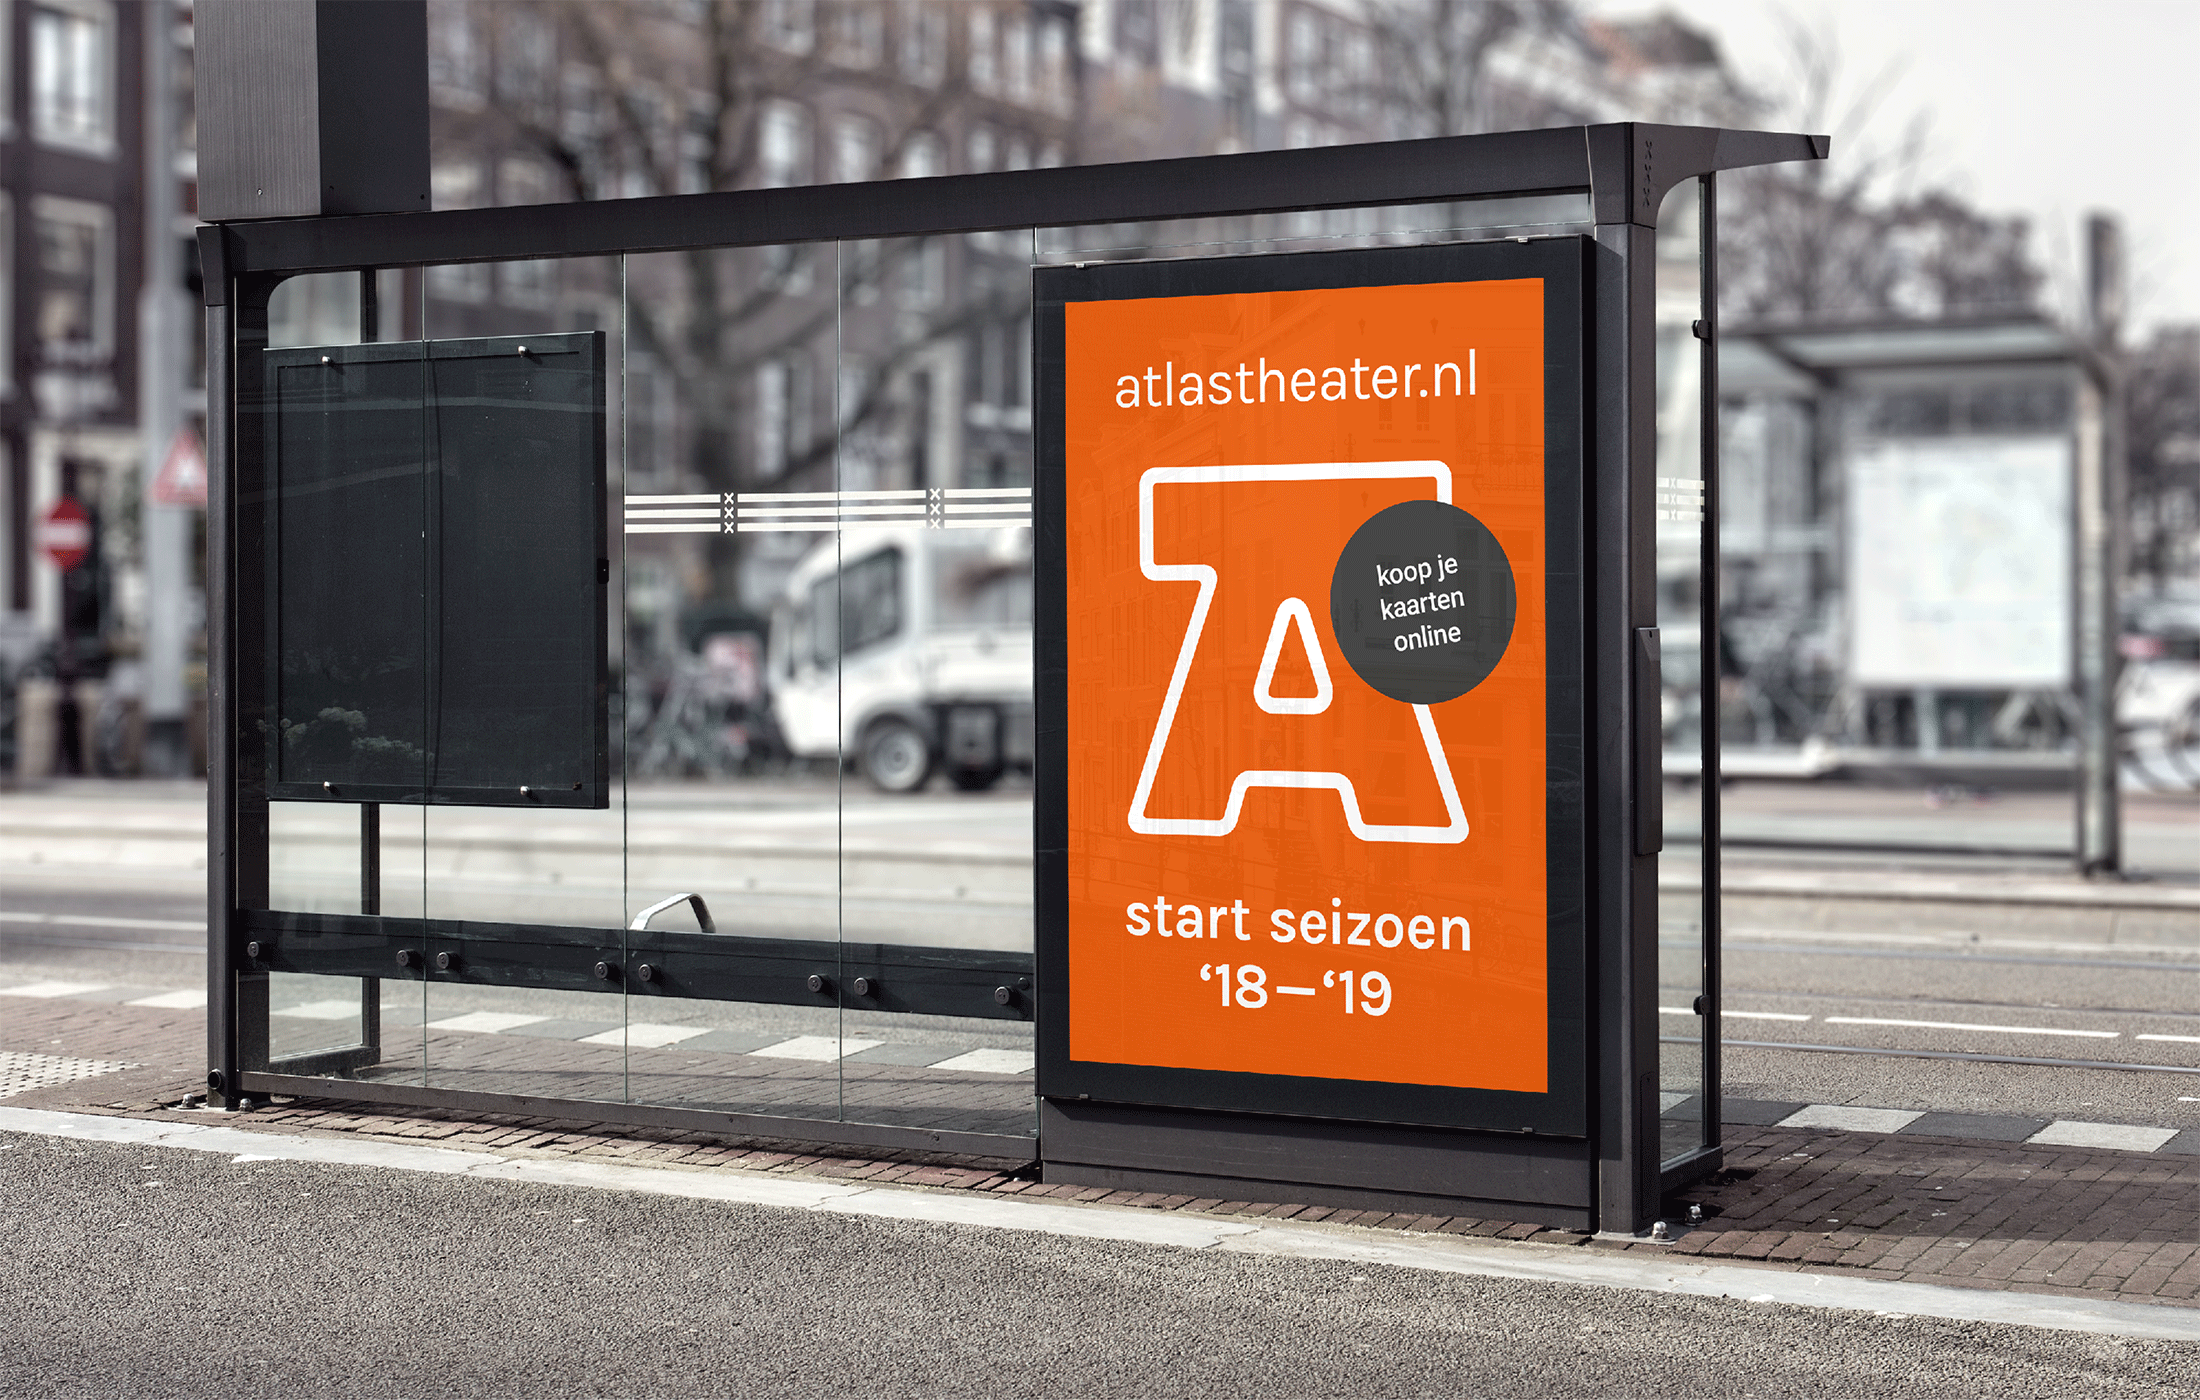 atlastheater.nl
A
koop je
kaarten
online
start seizoen
‘18—‘19